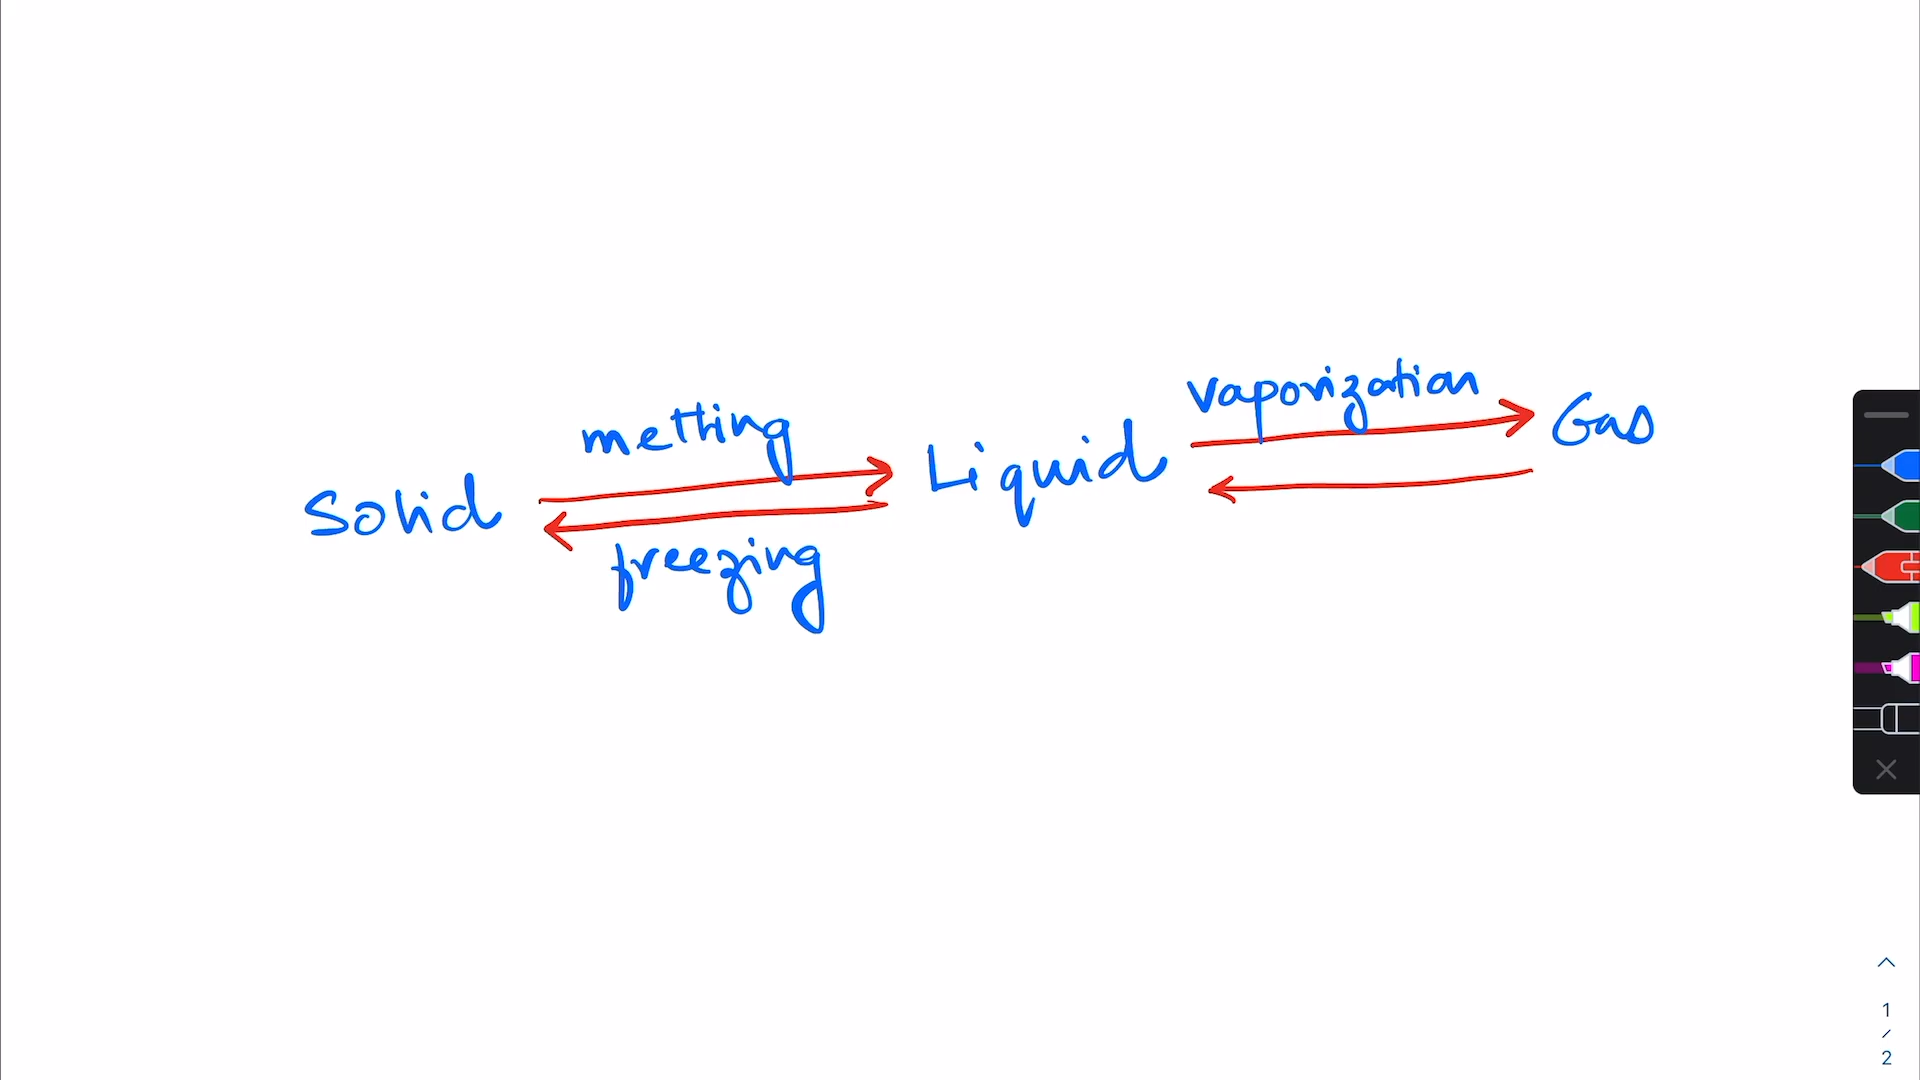 melting
vaporization
Solid
Liquid
Gas
freezing
1
/
2